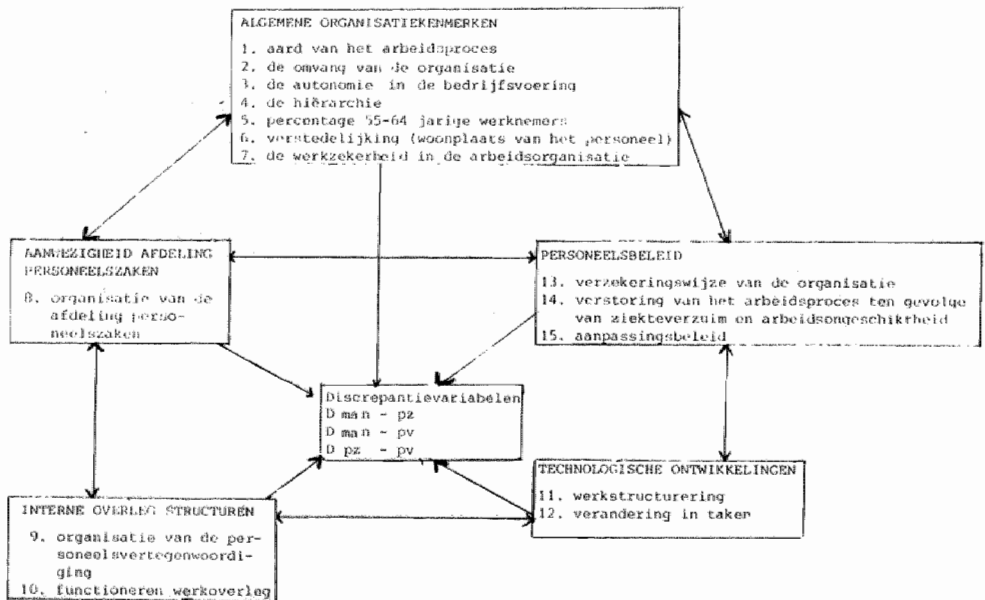 ALGEMENE ORGANISATIEKENMERKEN
1. aard van het arbeidsproces
2. de omvang van de organisatie
3. de autonomie in de bedrijfsvoering
4. de hiërarchie
5. percentage 55-64 jarige werknemers
6. verstedelijking (woonplaats van het personeel)
7. de werkzekerheid in de arbeidsorganisatie
AANWEZIGHEID AFDELING
PERSONEELSZAKEN
8. organisatie van de
afdeling perso-
neelszaken
PERSONEELSBELEID
13. verzekeringswijze van de organisatie
14. verstoring van het arbeidsproces ten gevolge
van ziekteverzuim en arbeidsongeschiktheid
15. aanpassingsbeleid
Discrepantievariabelen
D man - pz
D man - pv
D pz - pv
INTERNE OVERLEG STRUCTUREN
9. organisatie van de per-
soneelsvertegenwoordi-
ging
10. functioneren werkoverleg
TECHNOLOGISCHE ONTWIKKELINGEN
11. werkstructurering
12. verandering in taken